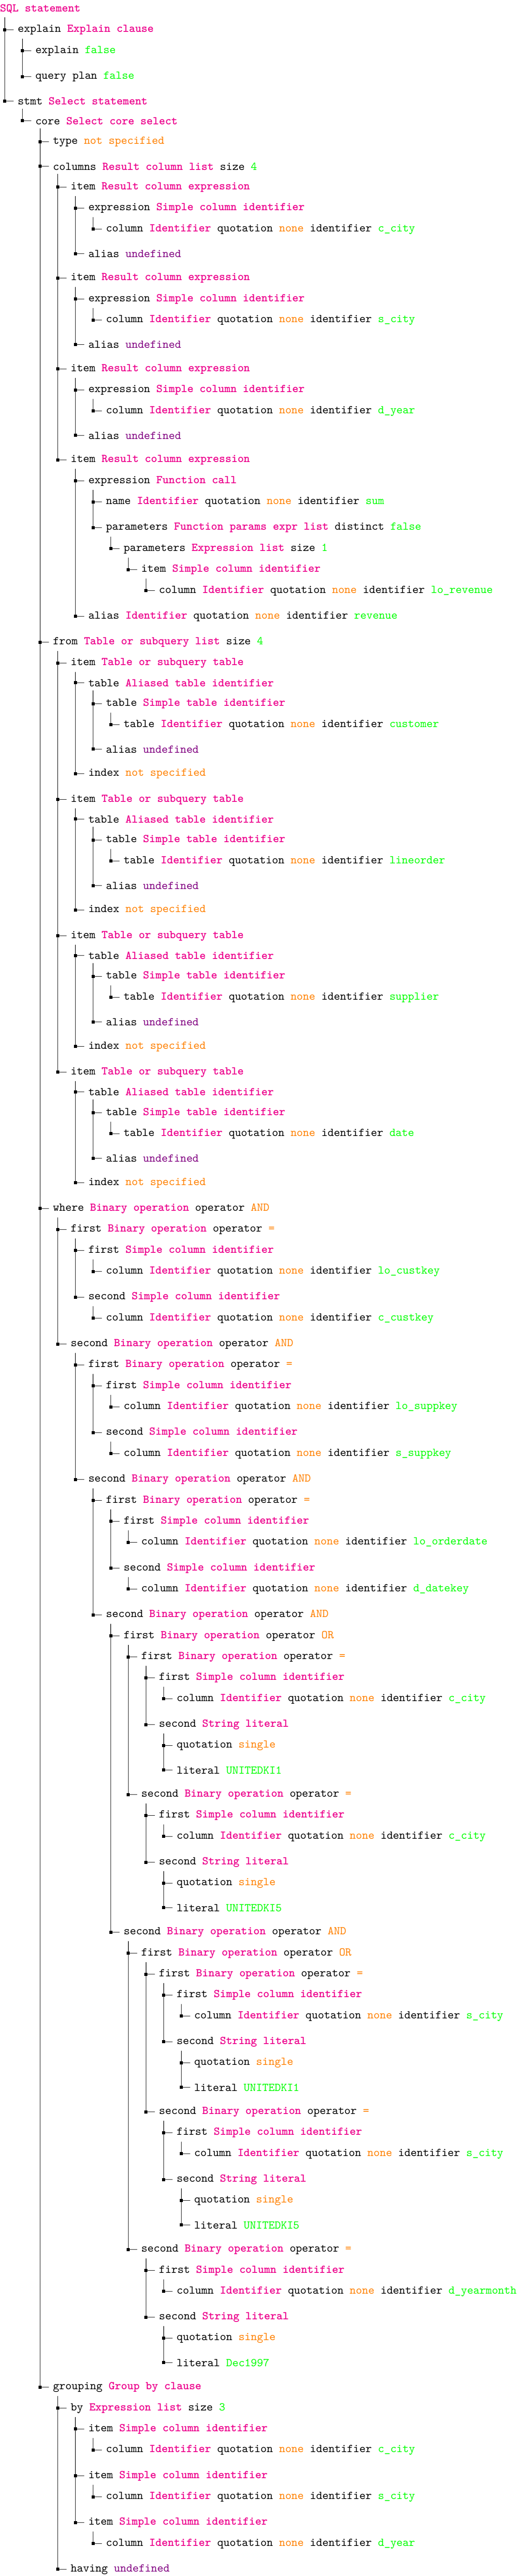 SQL statement
explain Explain clause
explain false
query plan false
stmt Select statement
core Select core select
type not specified
columns Result column list size 4
item Result column expression
expression Simple column identifier
column Identifier quotation none identifier c_city
alias undefined
item Result column expression
expression Simple column identifier
column Identifier quotation none identifier s_city
alias undefined
item Result column expression
expression Simple column identifier
column Identifier quotation none identifier d_year
alias undefined
item Result column expression
expression Function call
name Identifier quotation none identifier sum
parameters Function params expr list distinct false
parameters Expression list size 1
item Simple column identifier
column Identifier quotation none identifier lo_revenue
alias Identifier quotation none identifier revenue
from Table or subquery list size 4
item Table or subquery table
table Aliased table identifier
table Simple table identifier
table Identifier quotation none identifier customer
alias undefined
index not specified
item Table or subquery table
table Aliased table identifier
table Simple table identifier
table Identifier quotation none identifier lineorder
alias undefined
index not specified
item Table or subquery table
table Aliased table identifier
table Simple table identifier
table Identifier quotation none identifier supplier
alias undefined
index not specified
item Table or subquery table
table Aliased table identifier
table Simple table identifier
table Identifier quotation none identifier date
alias undefined
index not specified
where Binary operation operator AND
first Binary operation operator =
first Simple column identifier
column Identifier quotation none identifier lo_custkey
second Simple column identifier
column Identifier quotation none identifier c_custkey
second Binary operation operator AND
first Binary operation operator =
first Simple column identifier
column Identifier quotation none identifier lo_suppkey
second Simple column identifier
column Identifier quotation none identifier s_suppkey
second Binary operation operator AND
first Binary operation operator =
first Simple column identifier
column Identifier quotation none identifier lo_orderdate
second Simple column identifier
column Identifier quotation none identifier d_datekey
second Binary operation operator AND
first Binary operation operator OR
first Binary operation operator =
first Simple column identifier
column Identifier quotation none identifier c_city
second String literal
quotation single
literal UNITEDKI1
second Binary operation operator =
first Simple column identifier
column Identifier quotation none identifier c_city
second String literal
quotation single
literal UNITEDKI5
second Binary operation operator AND
first Binary operation operator OR
first Binary operation operator =
first Simple column identifier
column Identifier quotation none identifier s_city
second String literal
quotation single
literal UNITEDKI1
second Binary operation operator =
first Simple column identifier
column Identifier quotation none identifier s_city
second String literal
quotation single
literal UNITEDKI5
second Binary operation operator =
first Simple column identifier
column Identifier quotation none identifier d_yearmonth
second String literal
quotation single
literal Dec1997
grouping Group by clause
by Expression list size 3
item Simple column identifier
column Identifier quotation none identifier c_city
item Simple column identifier
column Identifier quotation none identifier s_city
item Simple column identifier
column Identifier quotation none identifier d_year
having undefined